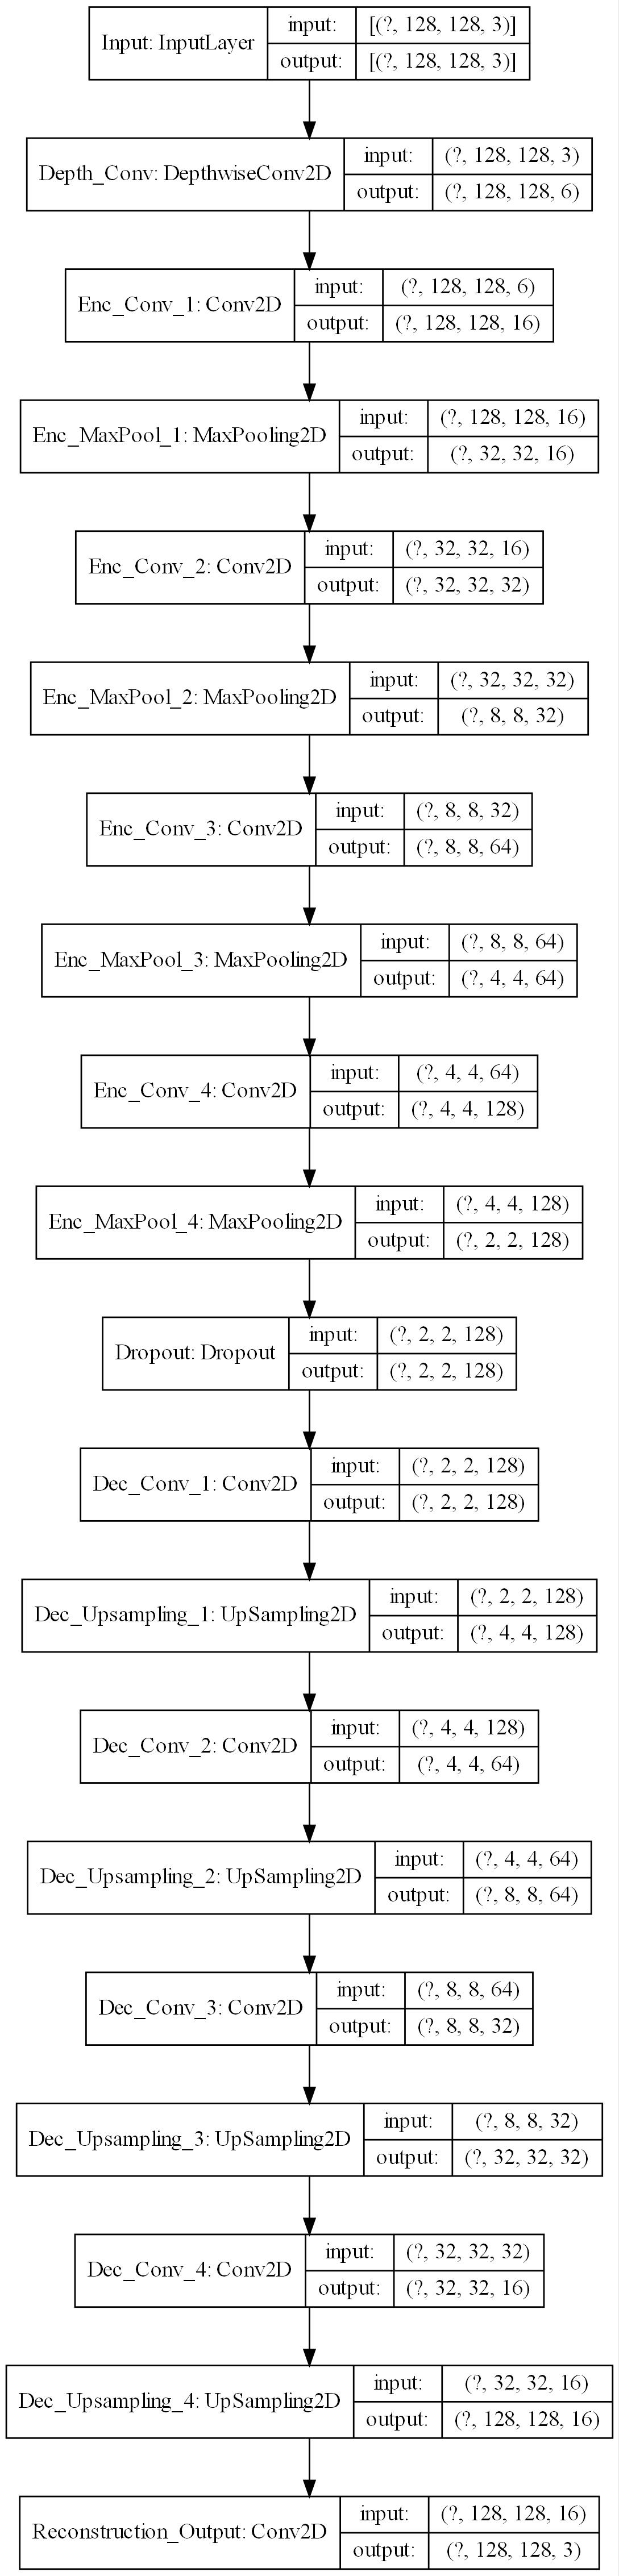 Input: InputLayer
input: [(?, 128, 128, 3)]
output: [(?, 128, 128, 3)]
Depth_Conv: DepthwiseConv2D
input: (?, 128, 128, 3)
output: (?, 128, 128, 6)
Enc_Conv_1: Conv2D
input: (?, 128, 128, 6)
output: (?, 128, 128, 16)
Enc_MaxPool_1: MaxPooling2D
input: (?, 128, 128, 16)
output: (?, 32, 32, 16)
Enc_Conv_2: Conv2D
input: (?, 32, 32, 16)
output: (?, 32, 32, 32)
Enc_MaxPool_2: MaxPooling2D
input: (?, 32, 32, 32)
output: (?, 8, 8, 32)
Enc_Conv_3: Conv2D
input: (?, 8, 8, 32)
output: (?, 8, 8, 64)
Enc_MaxPool_3: MaxPooling2D
input: (?, 8, 8, 64)
output: (?, 4, 4, 64)
Enc_Conv_4: Conv2D
input: (?, 4, 4, 64)
output: (?, 4, 4, 128)
Enc_MaxPool_4: MaxPooling2D
input: (?, 4, 4, 128)
output: (?, 2, 2, 128)
Dropout: Dropout
input: (?, 2, 2, 128)
output: (?, 2, 2, 128)
Dec_Conv_1: Conv2D
input: (?, 2, 2, 128)
output: (?, 2, 2, 128)
Dec_Upsampling_1: UpSampling2D
input: (?, 2, 2, 128)
output: (?, 4, 4, 128)
Dec_Conv_2: Conv2D
input: (?, 4, 4, 128)
output: (?, 4, 4, 64)
Dec_Upsampling_2: UpSampling2D
input: (?, 4, 4, 64)
output: (?, 8, 8, 64)
Dec_Conv_3: Conv2D
input: (?, 8, 8, 64)
output: (?, 8, 8, 32)
Dec_Upsampling_3: UpSampling2D
input: (?, 8, 8, 32)
output: (?, 32, 32, 32)
Dec_Conv_4: Conv2D
input: (?, 32, 32, 32)
output: (?, 32, 32, 16)
Dec_Upsampling_4: UpSampling2D
input: (?, 32, 32, 16)
output: (?, 128, 128, 16)
Reconstruction_Output: Conv2D
input: (?, 128, 128, 16)
output: (?, 128, 128, 3)